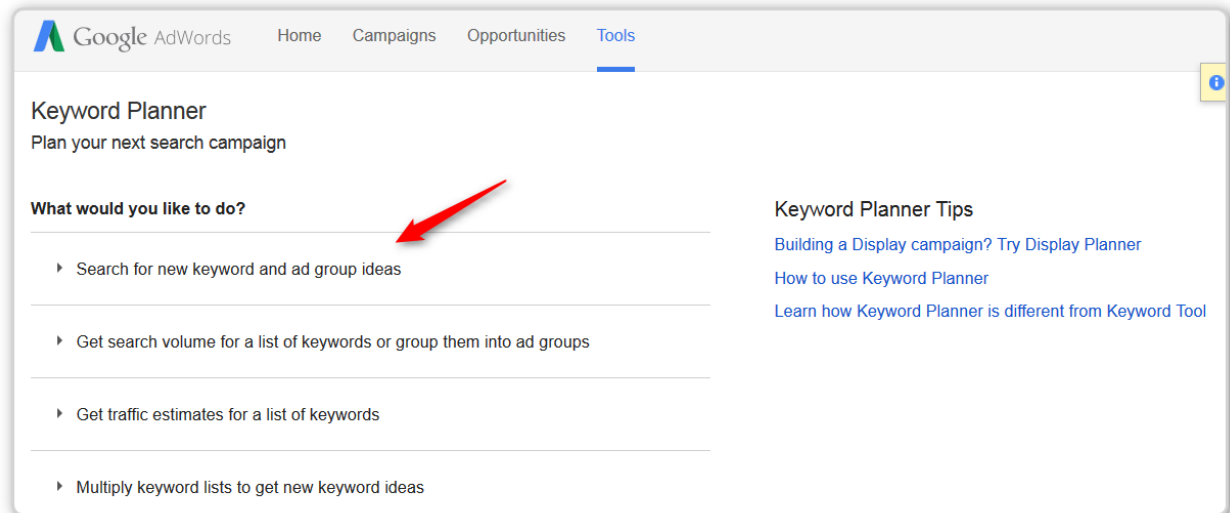 Google AdWords Home Campaigns Opportunities Tools
Keyword Planner
Plan your next search campaign
What would you like to do?
Search for new keyword and ad group ideas
Get search volume for a list of keywords or group them into ad groups
Get traffic estimates for a list of keywords
Multiply keyword lists to get new keyword ideas
Keyword Planner Tips
Building a Display campaign? Try Display Planner
How to use Keyword Planner
Learn how Keyword Planner is different from Keyword Tool